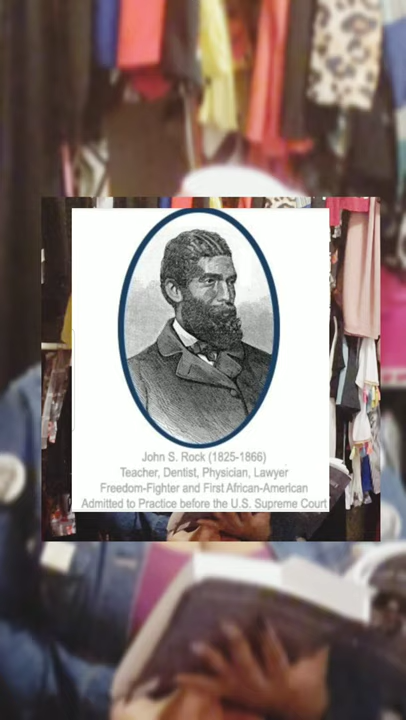 John S. Rock (1825-1866)
Teacher, Dentist, Physician, Lawyer
Freedom-Fighter and First African-American
Admitted to Practice before the U.S. Supreme Court